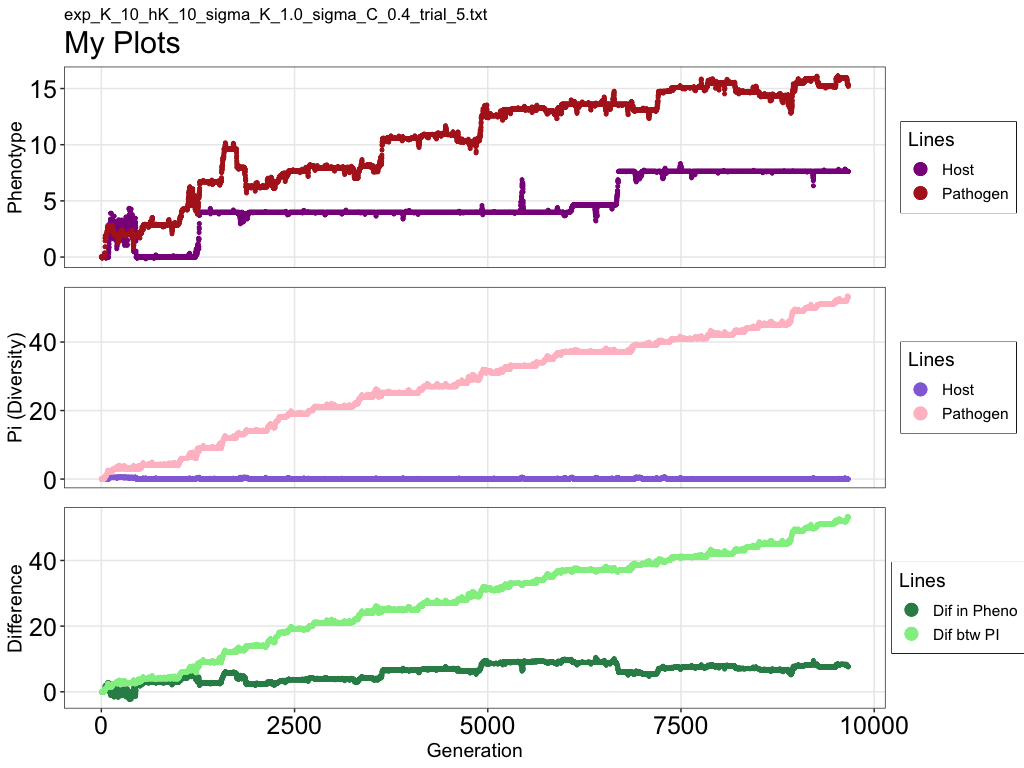 exp_K_10_hK_10_sigma_K_1.0_sigma_C_0.4_trial_5.txt
My Plots
Phenotype
15
10
5
0
Lines
Host
Pathogen
Pi (Diversity)
40
20
0
Lines
Host
Pathogen
Difference
40
20
0
Lines
Dif in Pheno
Dif btw PI
0
2500
5000
7500
10000
Generation